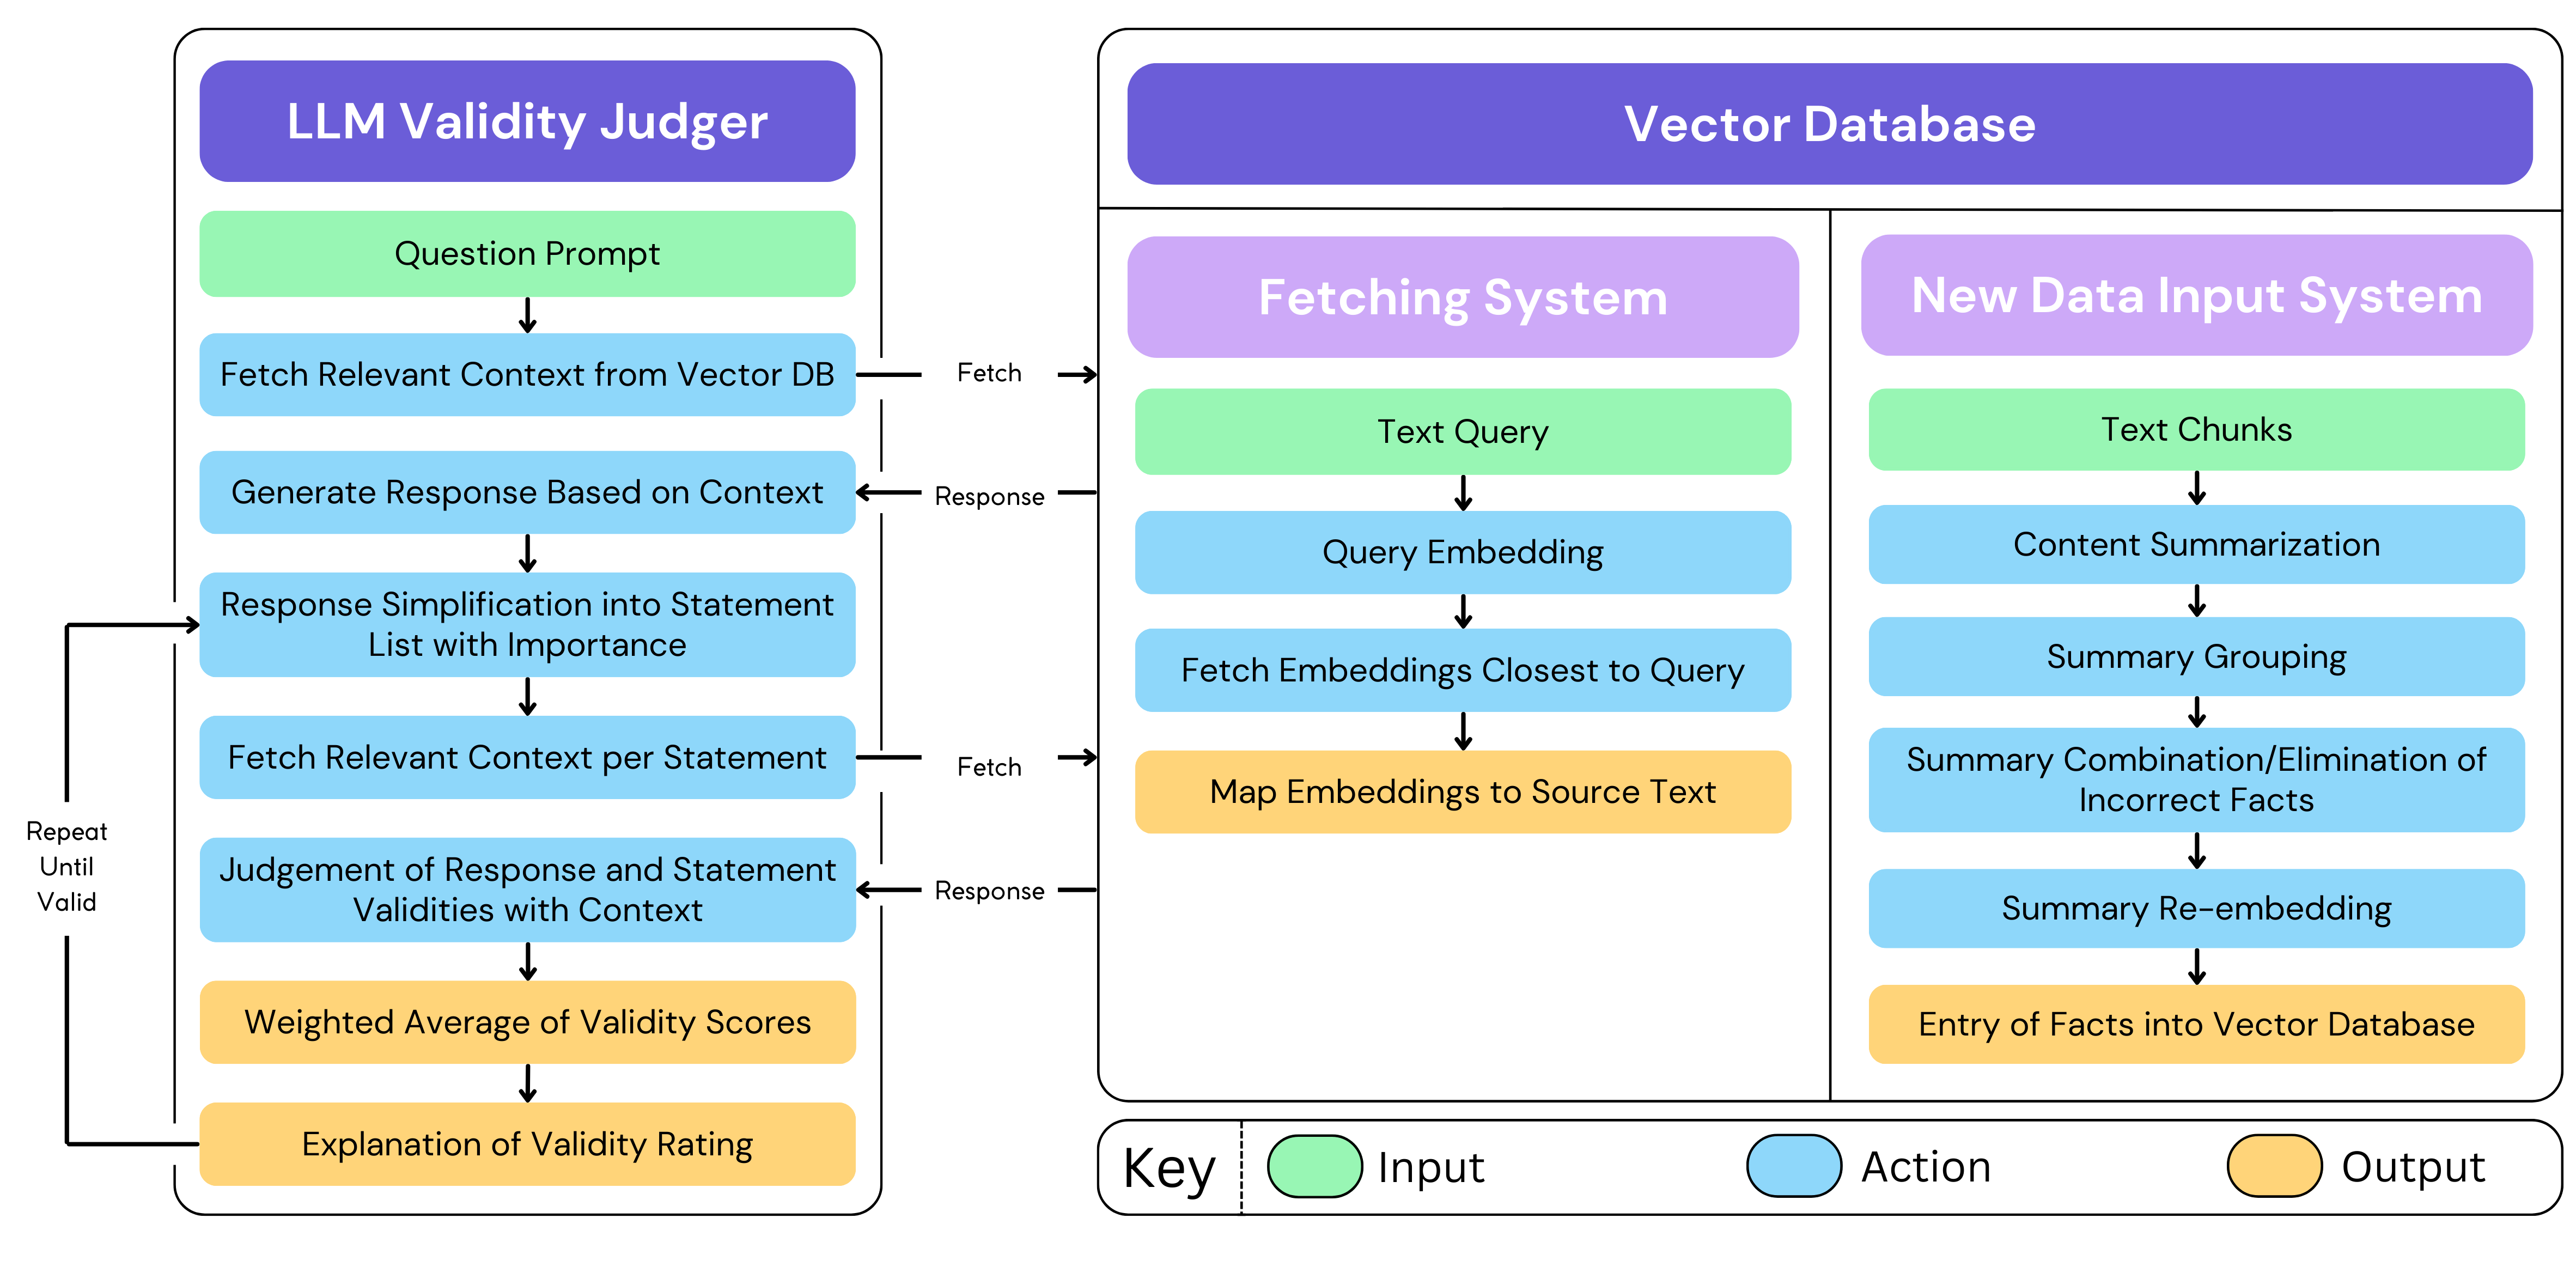 LLM Validity Judger
Question Prompt
Fetch Relevant Context from Vector DB
Generate Response Based on Context
Response Simplification into Statement
List with Importance
Fetch Relevant Context per Statement
Judgement of Response and Statement
Validities with Context
Weighted Average of Validity Scores
Explanation of Validity Rating
Repeat
Until
Valid
Fetch
Response
Fetch
Response
Vector Database
Fetching System
Text Query
Query Embedding
Fetch Embeddings Closest to Query
Map Embeddings to Source Text
New Data Input System
Text Chunks
Content Summarization
Summary Grouping
Summary Combination/Elimination of
Incorrect Facts
Summary Re-embedding
Entry of Facts into Vector Database
Key
Input
Action
Output